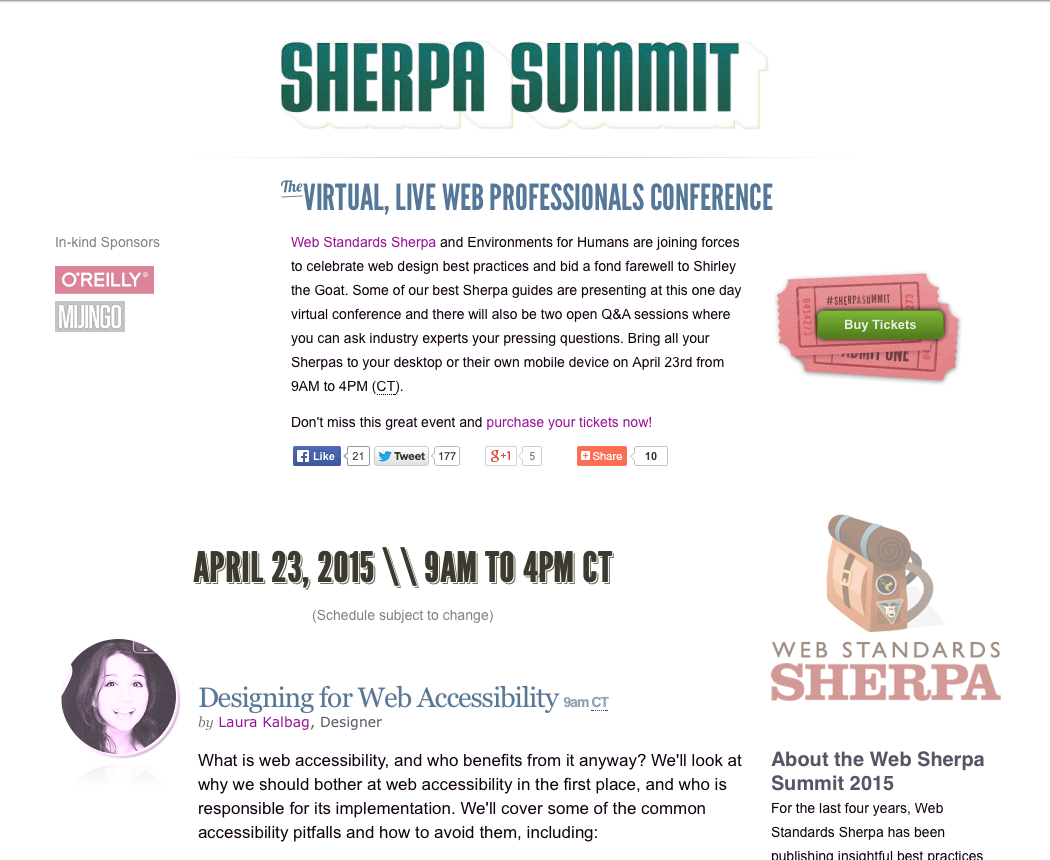 SHERPA SUMMIT
The VIRTUAL, LIVE WEB PROFESSIONALS CONFERENCE
In-kind Sponsors
O'REILLY®
MIJINGO
Web Standards Sherpa and Environments for Humans are joining forces
to celebrate web design best practices and bid a fond farewell to Shirley
the Goat. Some of our best Sherpa guides are presenting at this one day
virtual conference and there will also be two open Q&A sessions where
you can ask industry experts your pressing questions. Bring all your
Sherpas to your desktop or their own mobile device on April 23rd from
9AM to 4PM (CT).
Don't miss this great event and purchase your tickets now!
Like 21 Tweet 177 g+1 5 Share 10
#SHERPASUMMIT
0414273
273
Buy Tickets
ADMIT ONE
04
APRIL 23, 2015 \\ 9AM TO 4PM CT
(Schedule subject to change)
WEB STANDARDS
SHERPA
Designing for Web Accessibility 9am CT
by Laura Kalbag, Designer
What is web accessibility, and who benefits from it anyway? We'll look at
why we should bother at web accessibility in the first place, and who is
responsible for its implementation. We'll cover some of the common
accessibility pitfalls and how to avoid them, including:
About the Web Sherpa
Summit 2015
For the last four years, Web
Standards Sherpa has been
publishing insightful best practices